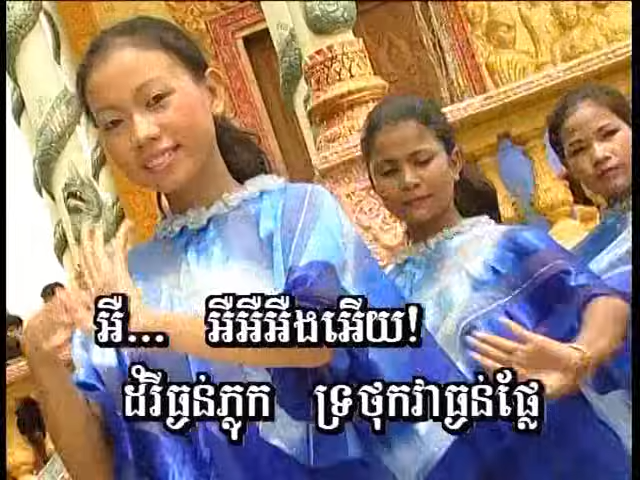 អឺ... អឺអឺអឺងអើយ!
ដំរីធ្ងន់ភ្លុក ទ្រថុកវាធ្ងន់ផ្លែ